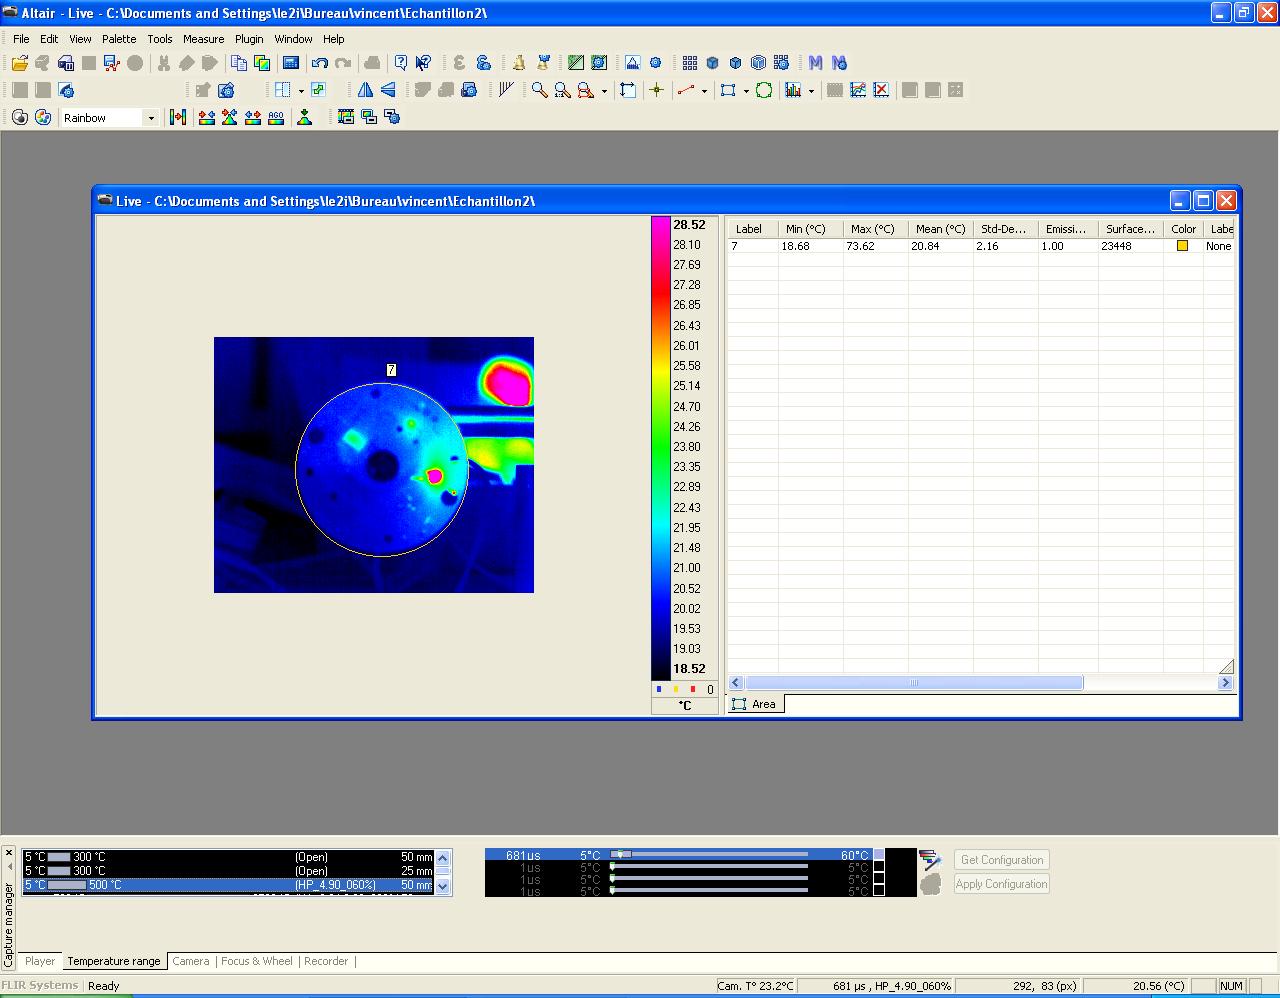 Altair - Live - C:\Documents and Settings\le2i\Bureau\vincent\Echantillon2\
File Edit View Palette Tools Measure Plugin Window Help
Rainbow AGO
Live - C:\Documents and Settings\le2i\Bureau\vincent\Echantillon2\
7
28.52
28.10
27.69
27.28
26.85
26.43
26.01
25.58
25.14
24.70
24.26
23.80
23.35
22.89
22.43
21.95
21.48
21.00
20.52
20.02
19.53
19.03
18.52
0
°C
Label Min (°C) Max (°C) Mean (°C) Std-De... Emissi... Surface... Color Labe
7 18.68 73.62 20.84 2.16 1.00 23448 None
Area
Capture manager
5 °C 300 °C (Open) 50 mm
5 °C 300 °C (Open) 25 mm
5 °C 500 °C (HP_4.90_060%) 50 mm
681us 5°C 60°C
1us 5°C 5°C
1us 5°C 5°C
1us 5°C 5°C
Get Configuration
Apply Configuration
Player Temperature range Camera Focus & Wheel Recorder
FLIR Systems Ready Cam. T° 23.2°C 681 µs , HP_4.90_060% 292, 83 (px) 20.56 (°C) NUM